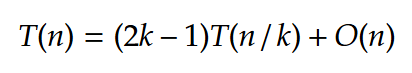 T(n) = (2k − 1)T(n/k) + O(n)